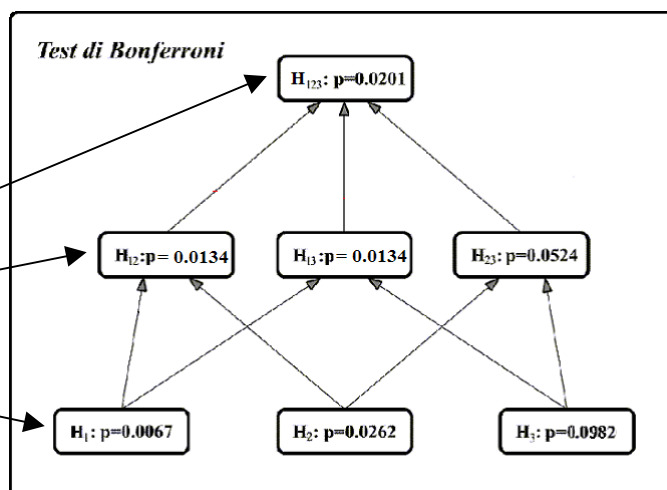 Test di Bonferroni
H₁₂₃: p=0.0201
H₁₂:p= 0.0134
H₁₃:p= 0.0134
H₂₃: p=0.0524
H₁: p=0.0067
H₂: p=0.0262
H₃: p=0.0982